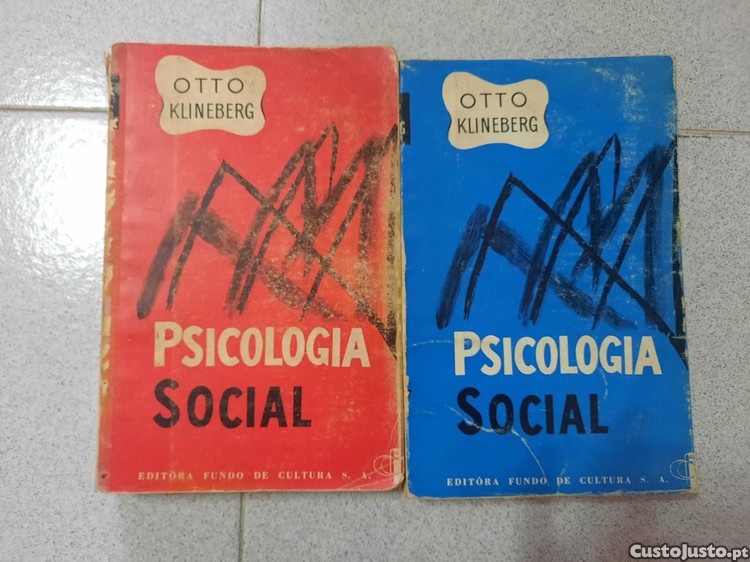 OTTO
KLINEBERG
PSICOLOGIA
SOCIAL
EDITÔRA FUNDO DE CULTURA S. A.
OTTO
KLINEBERG
PSICOLOGIA
SOCIAL
EDITÔRA FUNDO DE CULTURA S. A.
CustoJusto.pt